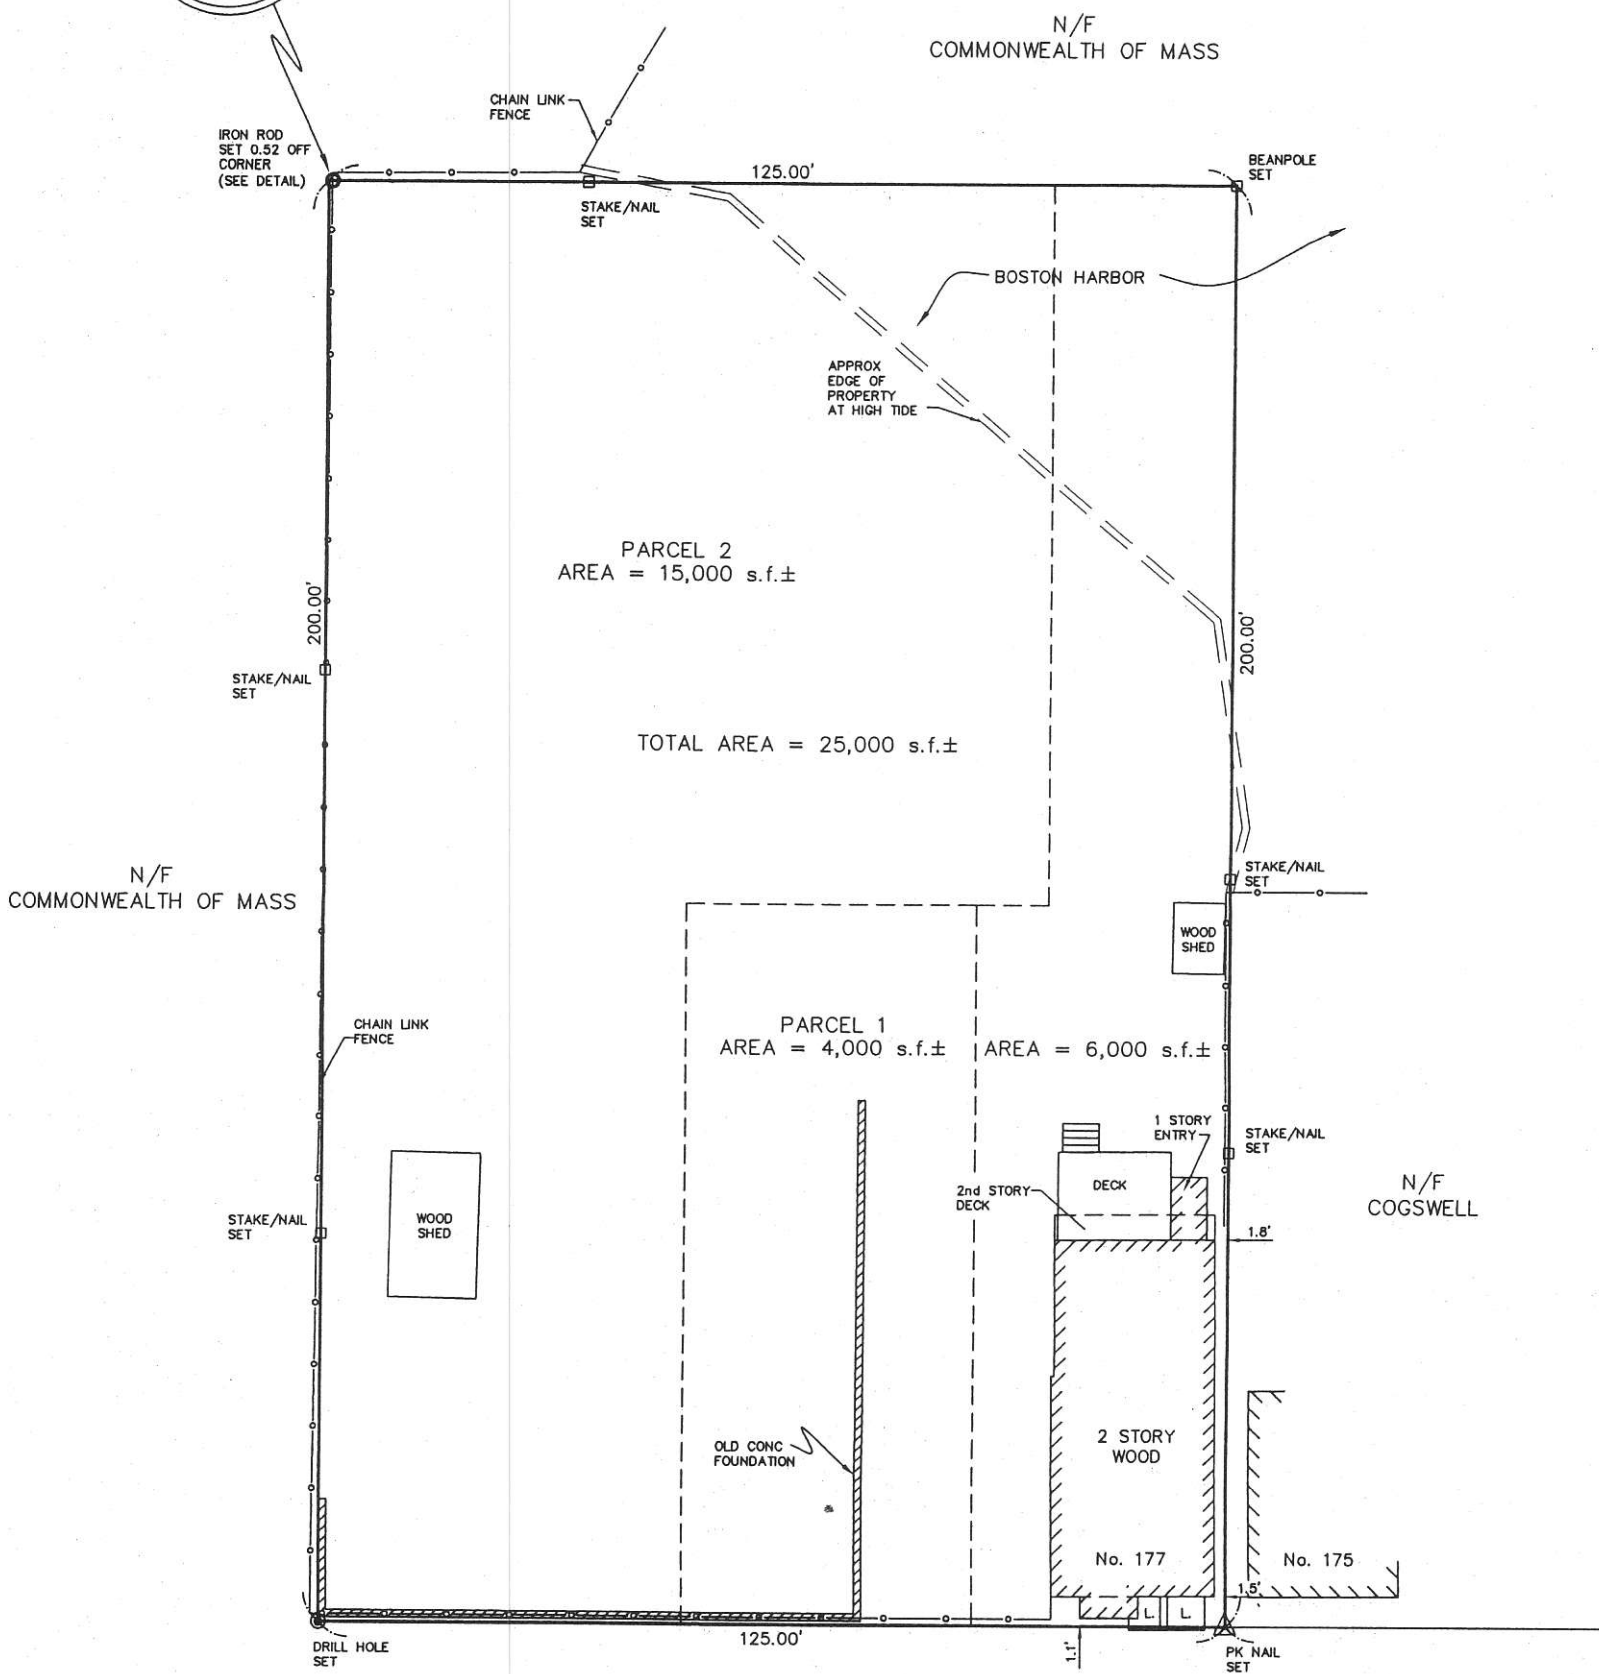 N/F
COMMONWEALTH OF MASS
CHAIN LINK
FENCE
IRON ROD
SET 0.52 OFF
CORNER
(SEE DETAIL)
125.00'
BEANPOLE
SET
STAKE/NAIL
SET
BOSTON HARBOR
APPROX
EDGE OF
PROPERTY
AT HIGH TIDE
PARCEL 2
AREA = 15,000 s.f.±
200.00'
200.00'
STAKE/NAIL
SET
TOTAL AREA = 25,000 s.f.±
N/F
COMMONWEALTH OF MASS
STAKE/NAIL
SET
WOOD
SHED
CHAIN LINK
FENCE
PARCEL 1
AREA = 4,000 s.f.±
AREA = 6,000 s.f.±
1 STORY
ENTRY
STAKE/NAIL
SET
2nd STORY
DECK
DECK
N/F
COGSWELL
STAKE/NAIL
SET
WOOD
SHED
1.8'
OLD CONC
FOUNDATION
2 STORY
WOOD
No. 177
No. 175
1.5'
L
L
DRILL HOLE
SET
125.00'
1.1'
PK NAIL
SET